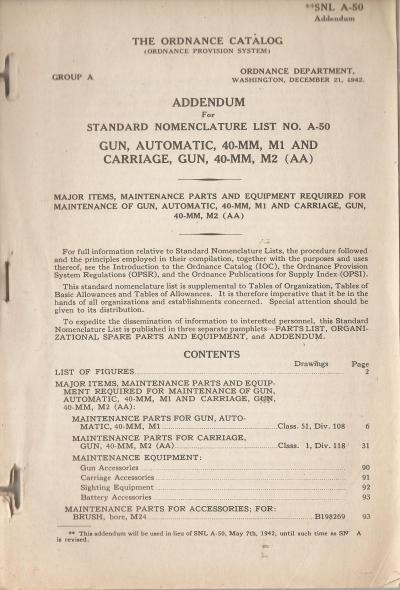 **SNL A-50
Addendum
THE ORDNANCE CATALOG
(ORDNANCE PROVISION SYSTEM)
GROUP A
ORDNANCE DEPARTMENT,
WASHINGTON, DECEMBER 21, 1942.
ADDENDUM
For
STANDARD NOMENCLATURE LIST NO. A-50
GUN, AUTOMATIC, 40-MM, M1 AND
CARRIAGE, GUN, 40-MM, M2 (AA)
MAJOR ITEMS, MAINTENANCE PARTS AND EQUIPMENT REQUIRED FOR
MAINTENANCE OF GUN, AUTOMATIC, 40-MM, M1 AND CARRIAGE, GUN,
40-MM, M2 (AA)
For full information relative to Standard Nomenclature Lists, the procedure followed
and the principles employed in their compilation, together with the purposes and uses
thereof, see the Introduction to the Ordnance Catalog (IOC), the Ordnance Provision
System Regulations (OPSR), and the Ordnance Publications for Supply Index (OPSI).
This standard nomenclature list is supplemental to Tables of Organization, Tables of
Basic Allowances and Tables of Allowances. It is therefore imperative that it be in the
hands of all organizations and establishments concerned. Special attention should be
given to its distribution.
To expedite the dissemination of information to interested personnel, this Standard
Nomenclature List is published in three separate pamphlets—PARTS LIST, ORGANI-
ZATIONAL SPARE PARTS AND EQUIPMENT, and ADDENDUM.
CONTENTS
Drawings Page
LIST OF FIGURES 2
MAJOR ITEMS, MAINTENANCE PARTS AND EQUIP-
MENT REQUIRED FOR MAINTENANCE OF GUN,
AUTOMATIC, 40-MM, M1 AND CARRIAGE, GUN,
40-MM, M2 (AA):
MAINTENANCE PARTS FOR GUN, AUTO-
MATIC, 40-MM, M1 Class. 51, Div. 108 6
MAINTENANCE PARTS FOR CARRIAGE,
GUN, 40-MM, M2 (AA) Class. 1, Div. 118 31
MAINTENANCE EQUIPMENT:
Gun Accessories 90
Carriage Accessories 91
Sighting Equipment 92
Battery Accessories 93
MAINTENANCE PARTS FOR ACCESSORIES; FOR:
BRUSH, bore, M24 B198269 93
** This addendum will be used in lieu of SNL A-50, May 7th, 1942, until such time as SN A
is revised.